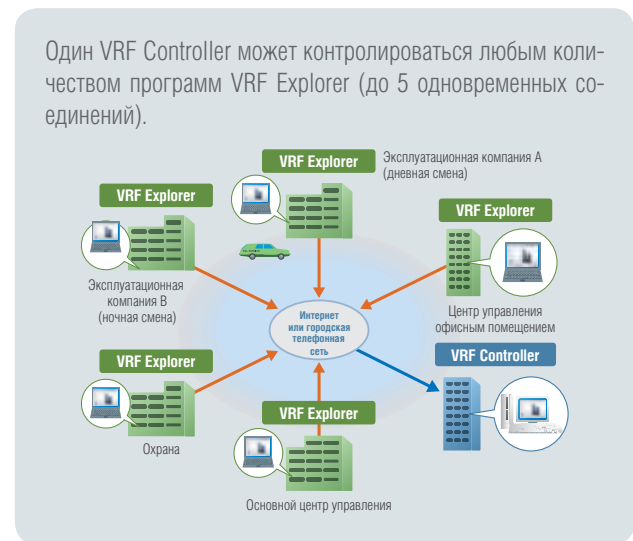 Один VRF Controller может контролироваться любым коли-
чеством программ VRF Explorer (до 5 одновременных со-
единений).
VRF Explorer
Эксплуатационная компания А
(дневная смена)
VRF Explorer
VRF Explorer
Эксплуатационная
компания В
(ночная смена)
Центр управления
офисным помещением
Интернет
или городская
телефонная
сеть
VRF Explorer
VRF Controller
Охрана
VRF Explorer
Основной центр управления